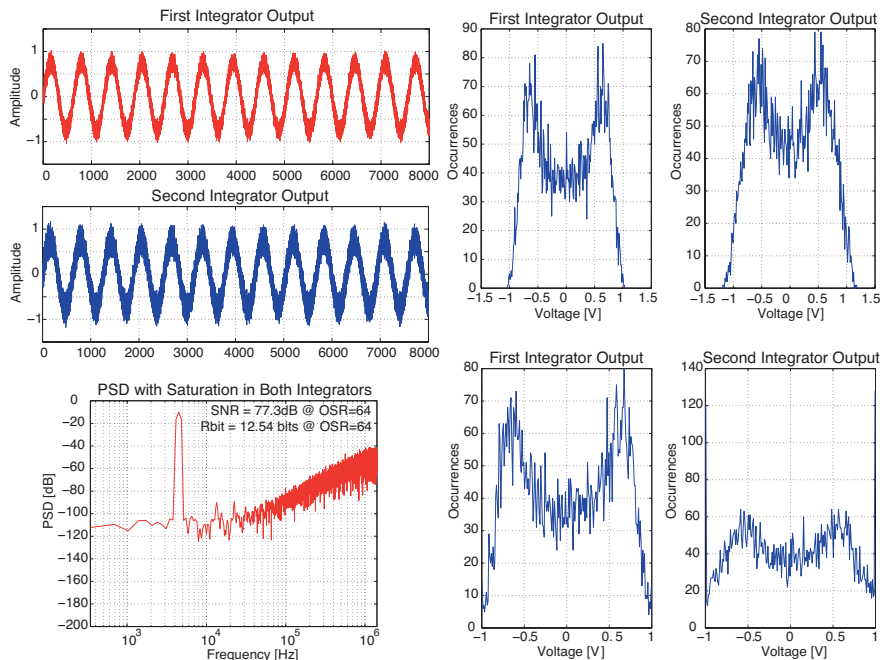 First Integrator Output
Amplitude
1
0
−1
0 1000 2000 3000 4000 5000 6000 7000 8000
Second Integrator Output
Amplitude
1
0
−1
0 1000 2000 3000 4000 5000 6000 7000 8000
First Integrator Output
Occurrences
90
80
70
60
50
40
30
20
10
0
−1.5 −1 −0.5 0 0.5 1 1.5
Voltage [V]
Second Integrator Output
Occurrences
80
70
60
50
40
30
20
10
0
−1.5 −1 −0.5 0 0.5 1 1.5
Voltage [V]
PSD with Saturation in Both Integrators
SNR = 77.3dB @ OSR=64
Rbit = 12.54 bits @ OSR=64
PSD [dB]
0
−20
−40
−60
−80
−100
−120
−140
−160
−180
−200
10³ 10⁴ 10⁵ 10⁶
Frequency [Hz]
First Integrator Output
Occurrences
80
70
60
50
40
30
20
10
0
−1 −0.5 0 0.5 1
Voltage [V]
Second Integrator Output
Occurrences
140
120
100
80
60
40
20
0
−1 −0.5 0 0.5 1
Voltage [V]